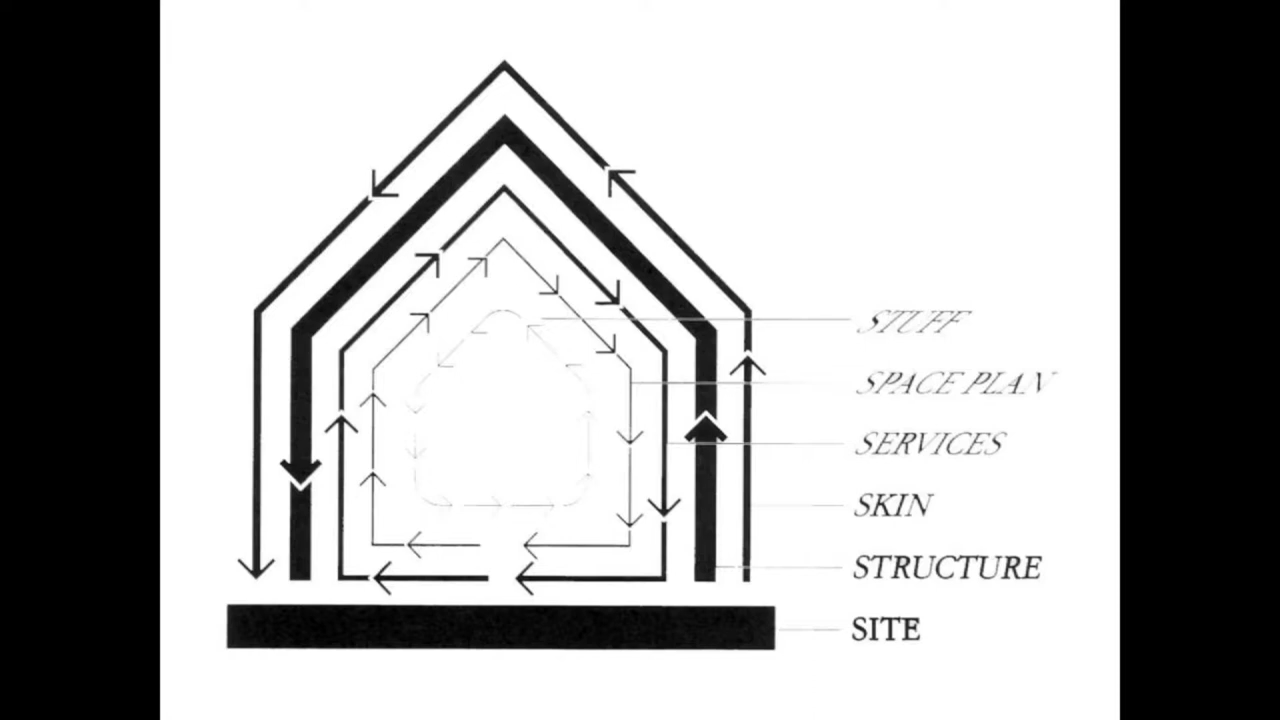 STUFF
SPACE PLAN
SERVICES
SKIN
STRUCTURE
SITE